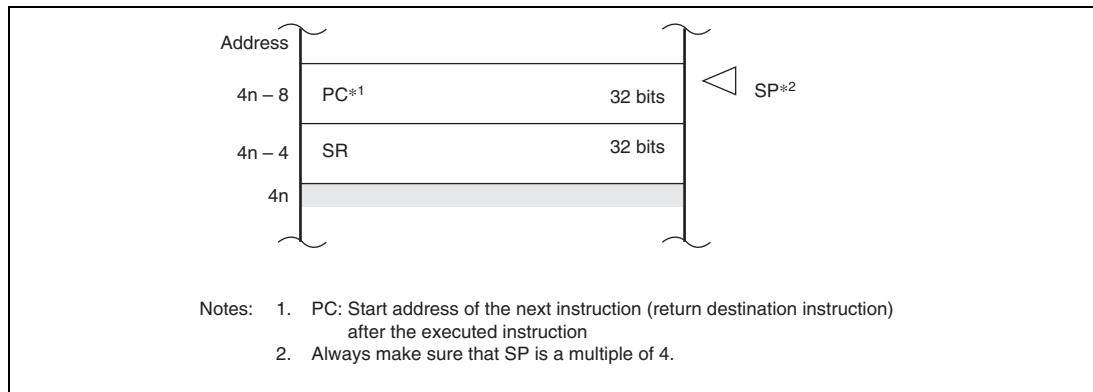 Address
4n – 8 PC*1 32 bits SP*2
4n – 4 SR 32 bits
4n
Notes: 1. PC: Start address of the next instruction (return destination instruction)
after the executed instruction
2. Always make sure that SP is a multiple of 4.